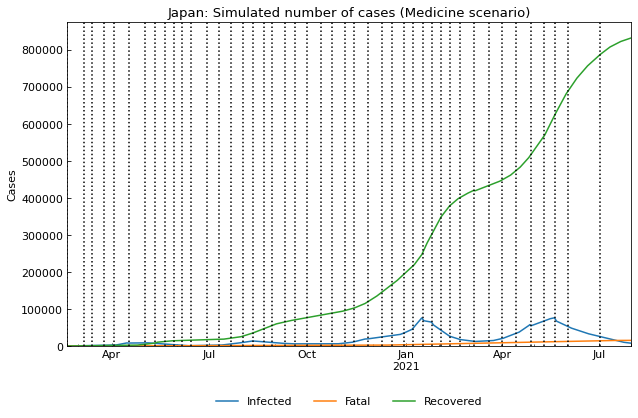 Japan: Simulated number of cases (Medicine scenario)
800000
700000
600000
500000
400000
300000
200000
100000
0
Cases
Apr
Jul
Oct
Jan
2021
Apr
Jul
Infected
Fatal
Recovered